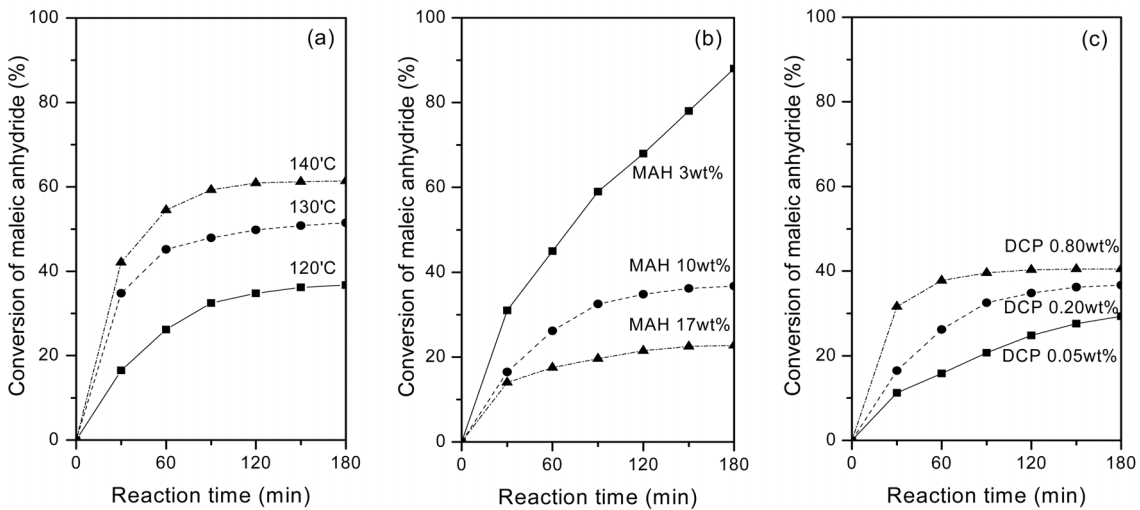 (a)
Conversion of maleic anhydride (%)
100
80
60
40
20
0
140'C
130'C
120'C
0 60 120 180
Reaction time (min)
(b)
Conversion of maleic anhydride (%)
100
80
60
40
20
0
MAH 3wt%
MAH 10wt%
MAH 17wt%
0 60 120 180
Reaction time (min)
(c)
Conversion of maleic anhydride (%)
100
80
60
40
20
0
DCP 0.80wt%
DCP 0.20wt%
DCP 0.05wt%
0 60 120 180
Reaction time (min)